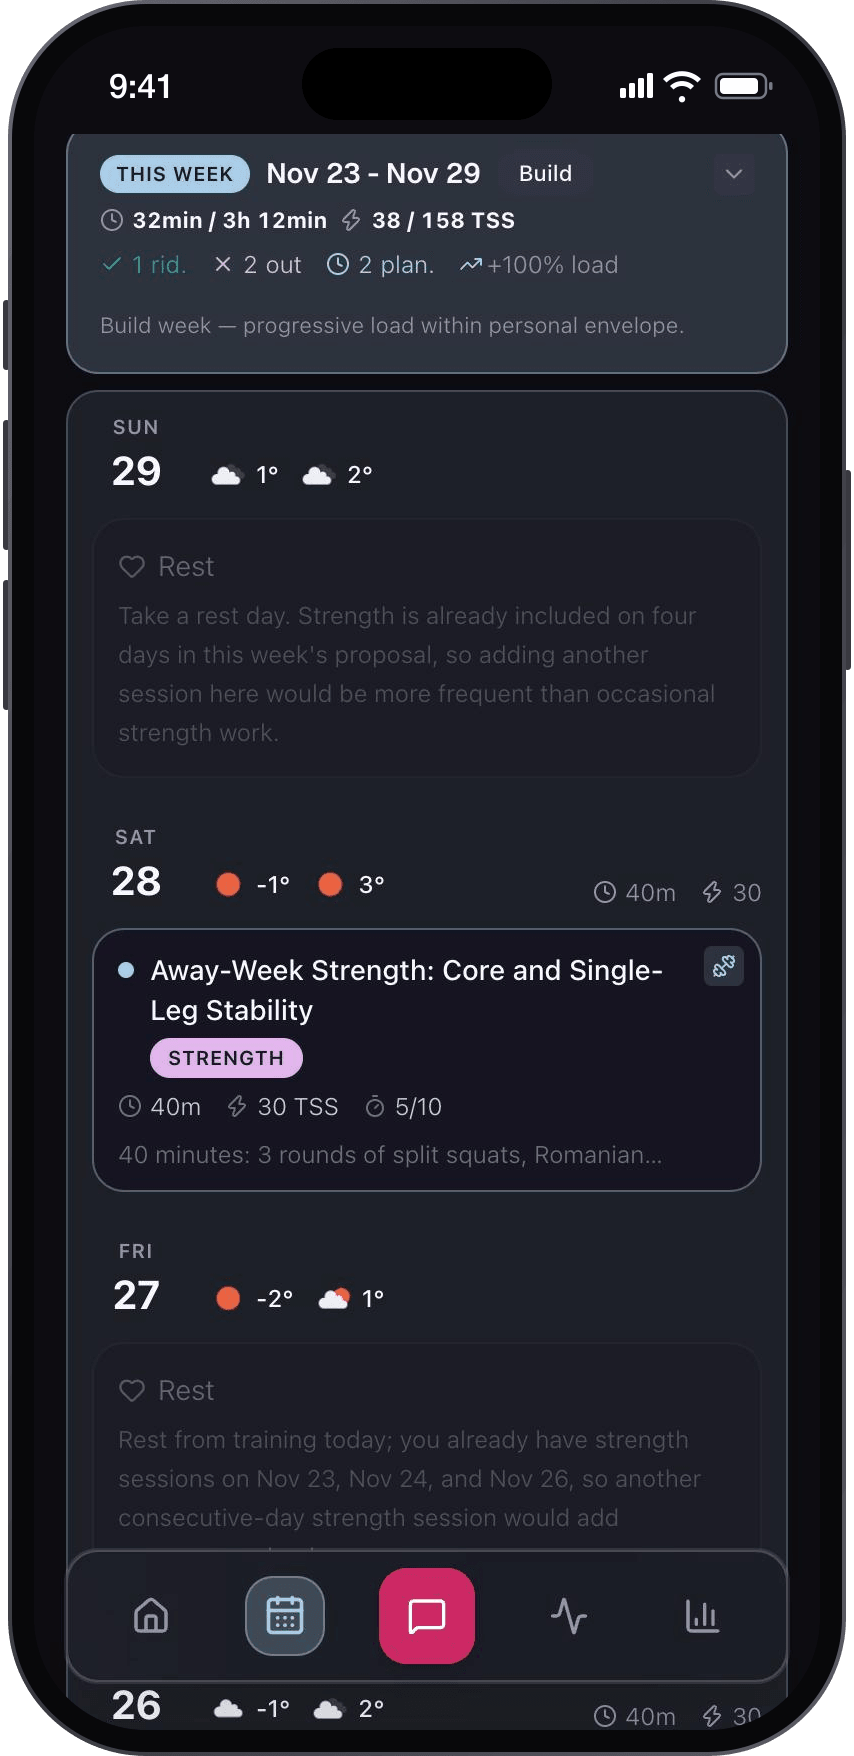 9:41
THIS WEEK Nov 23 - Nov 29 Build
32min / 3h 12min 38 / 158 TSS
1 rid. 2 out 2 plan. +100% load
Build week — progressive load within personal envelope.
SUN
29 1° 2°
Rest
Take a rest day. Strength is already included on four
days in this week's proposal, so adding another
session here would be more frequent than occasional
strength work.
SAT
28 -1° 3° 40m 30
Away-Week Strength: Core and Single-
Leg Stability
STRENGTH
40m 30 TSS 5/10
40 minutes: 3 rounds of split squats, Romanian...
FRI
27 -2° 1°
Rest
Rest from training today; you already have strength
sessions on Nov 23, Nov 24, and Nov 26, so another
consecutive-day strength session would add
26 -1° 2° 40m 30